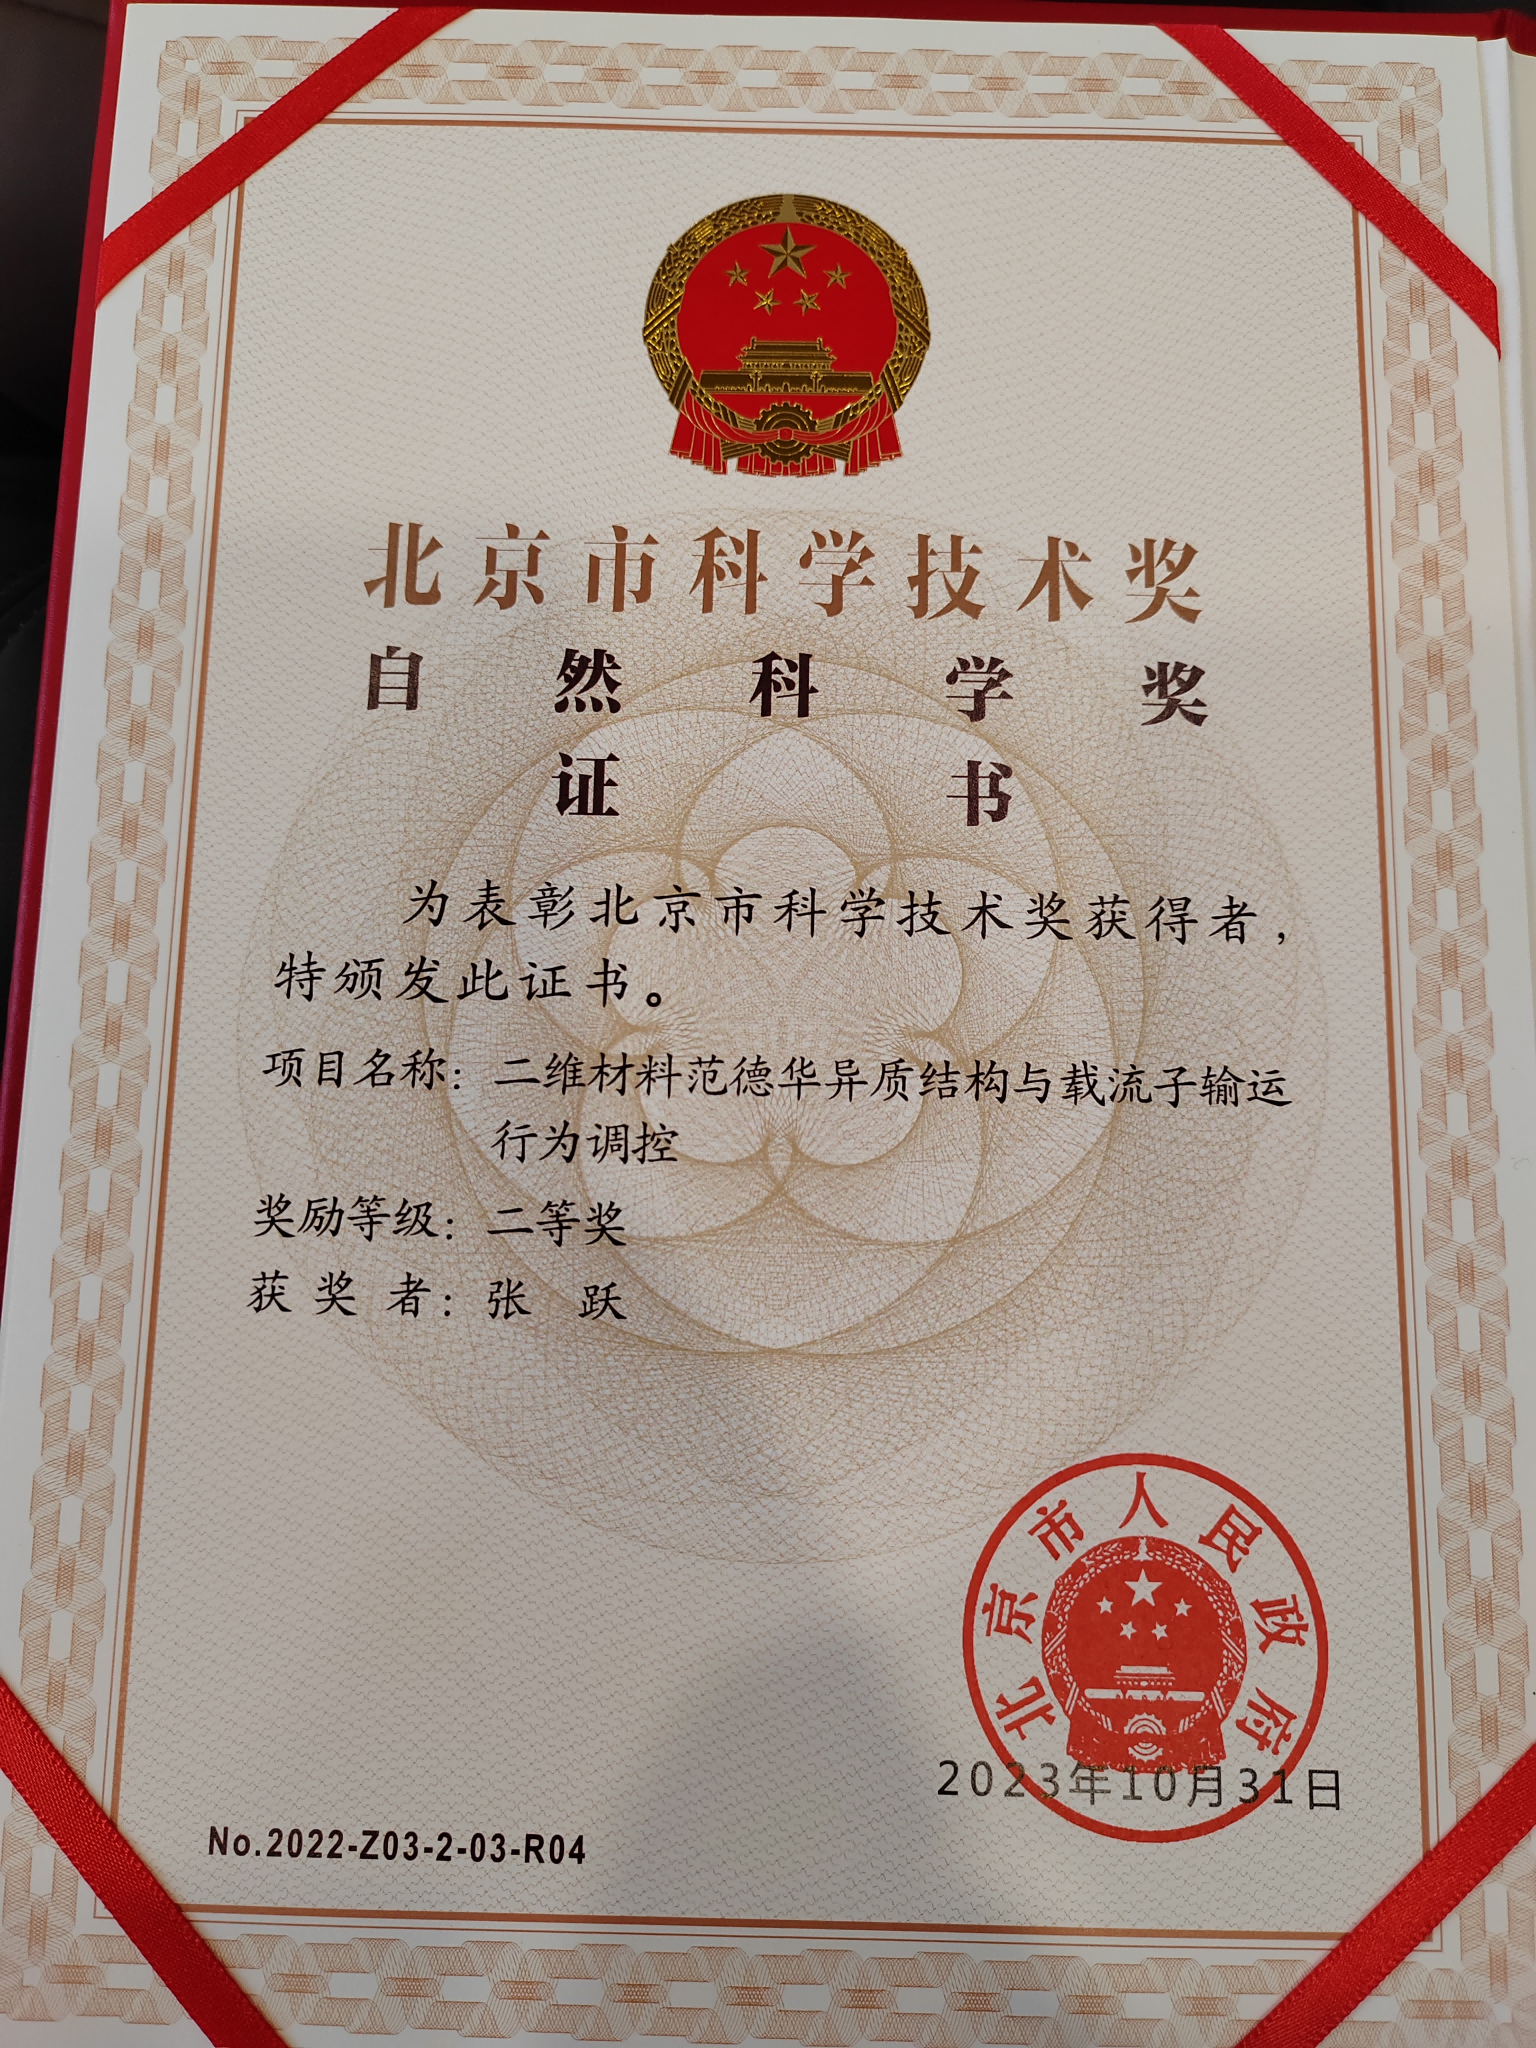 北京市科学技术奖
自然科学奖
证书
为表彰北京市科学技术奖获得者，
特颁发此证书。
项目名称：二维材料范德华异质结构与载流子输运
行为调控
奖励等级：二等奖
获奖者：张跃
北京市人民政府
2023年10月31日
No.2022-Z03-2-03-R04